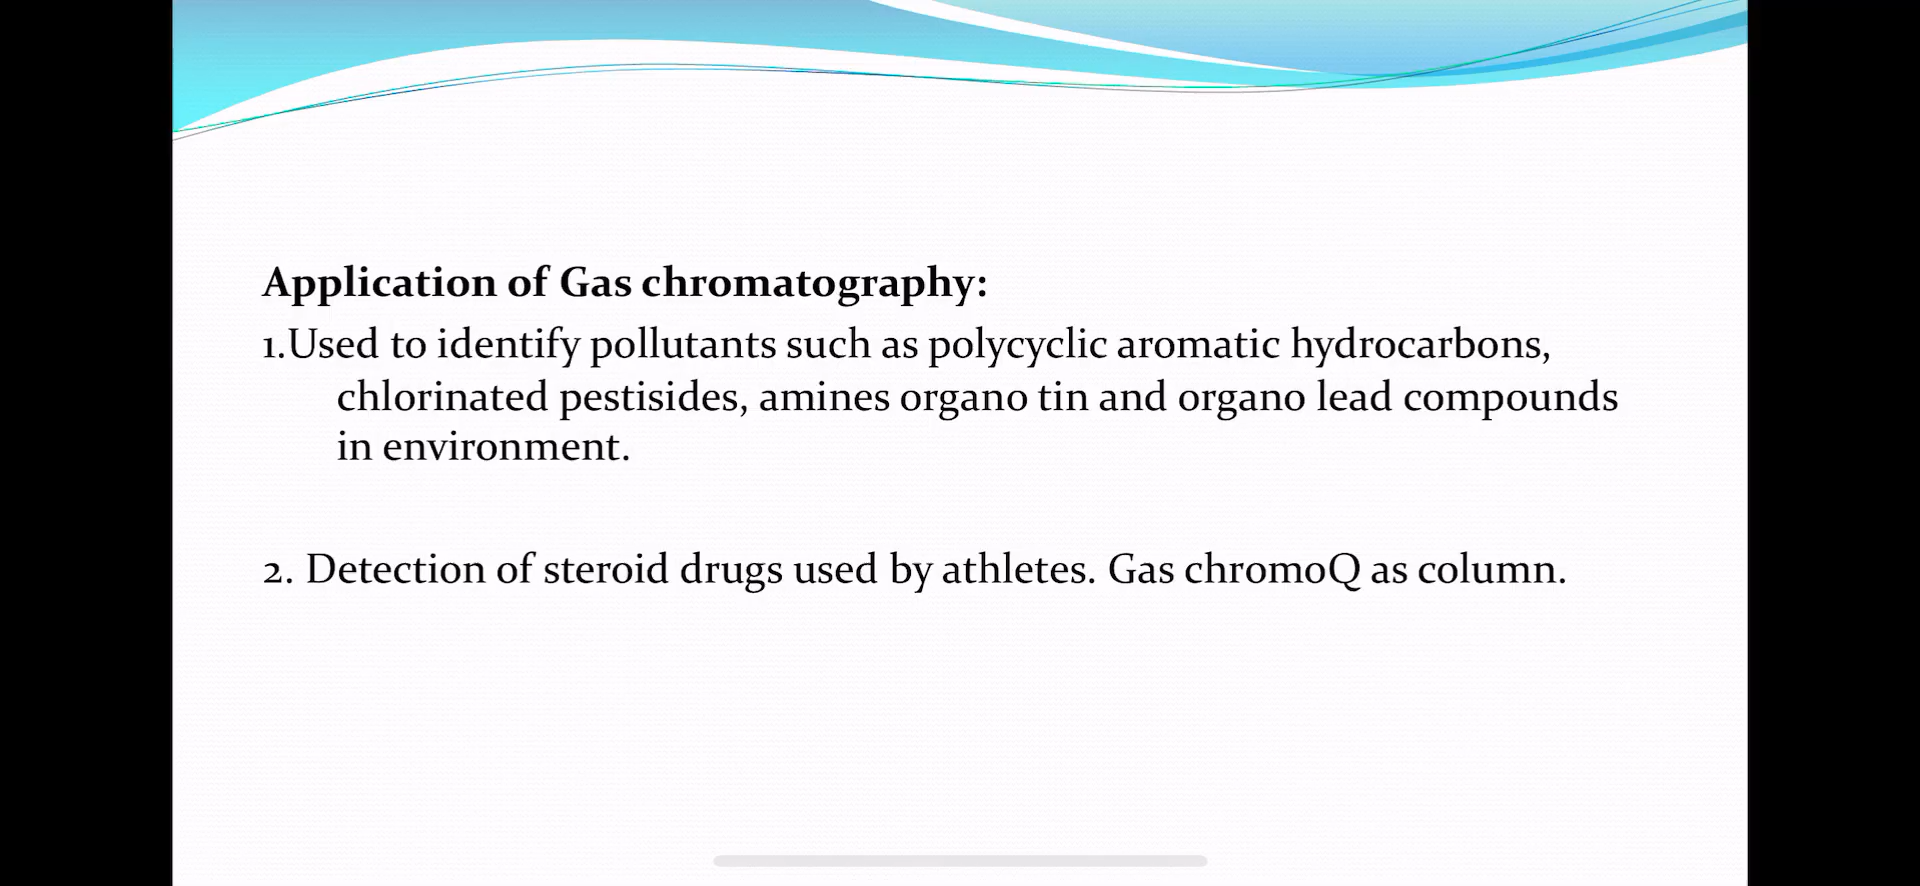 Application of Gas chromatography:
1.Used to identify pollutants such as polycyclic aromatic hydrocarbons,
chlorinated pestisides, amines organo tin and organo lead compounds
in environment.
2. Detection of steroid drugs used by athletes. Gas chromoQ as column.